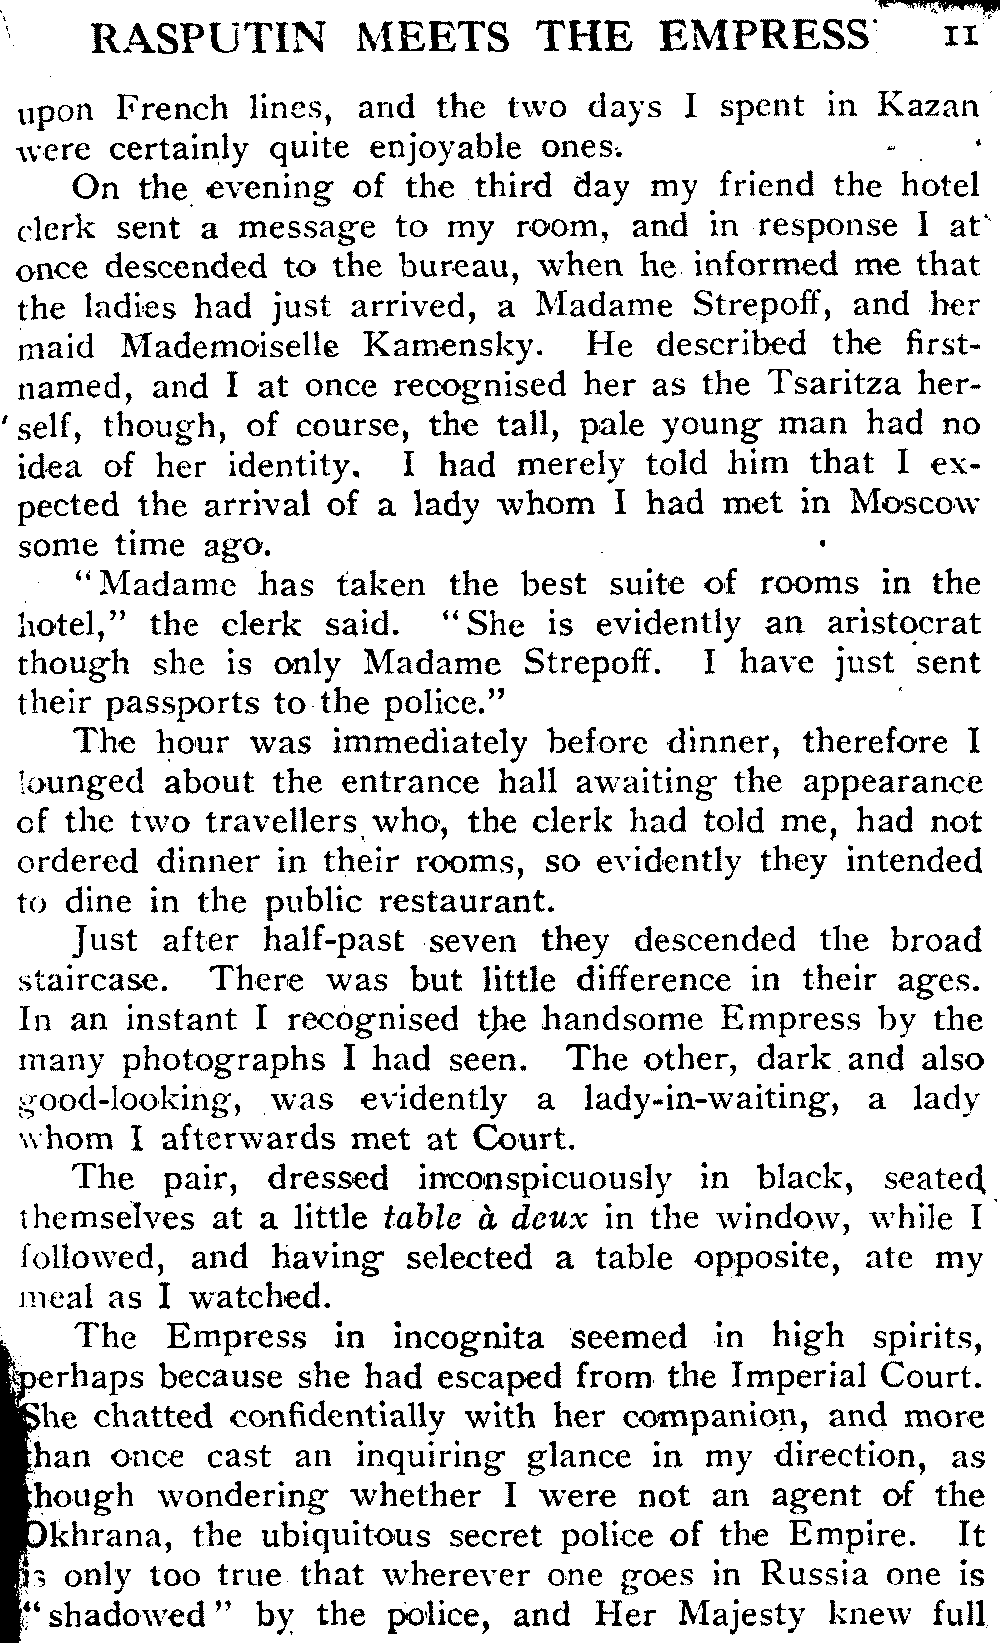 RASPUTIN MEETS THE EMPRESS 11
upon French lines, and the two days I spent in Kazan
were certainly quite enjoyable ones.
On the evening of the third day my friend the hotel
clerk sent a message to my room, and in response I at
once descended to the bureau, when he informed me that
the ladies had just arrived, a Madame Strepoff, and her
maid Mademoiselle Kamensky. He described the first-
named, and I at once recognised her as the Tsaritza her-
self, though, of course, the tall, pale young man had no
idea of her identity. I had merely told him that I ex-
pected the arrival of a lady whom I had met in Moscow
some time ago.
"Madame has taken the best suite of rooms in the
hotel," the clerk said. "She is evidently an aristocrat
though she is only Madame Strepoff. I have just sent
their passports to the police."
The hour was immediately before dinner, therefore I
lounged about the entrance hall awaiting the appearance
of the two travellers who, the clerk had told me, had not
ordered dinner in their rooms, so evidently they intended
to dine in the public restaurant.
Just after half-past seven they descended the broad
staircase. There was but little difference in their ages.
In an instant I recognised the handsome Empress by the
many photographs I had seen. The other, dark and also
good-looking, was evidently a lady-in-waiting, a lady
whom I afterwards met at Court.
The pair, dressed inconspicuously in black, seated
themselves at a little table à deux in the window, while I
followed, and having selected a table opposite, ate my
meal as I watched.
The Empress in incognita seemed in high spirits,
perhaps because she had escaped from the Imperial Court.
She chatted confidentially with her companion, and more
than once cast an inquiring glance in my direction, as
though wondering whether I were not an agent of the
Okhrana, the ubiquitous secret police of the Empire. It
is only too true that wherever one goes in Russia one is
"shadowed" by the police, and Her Majesty knew full